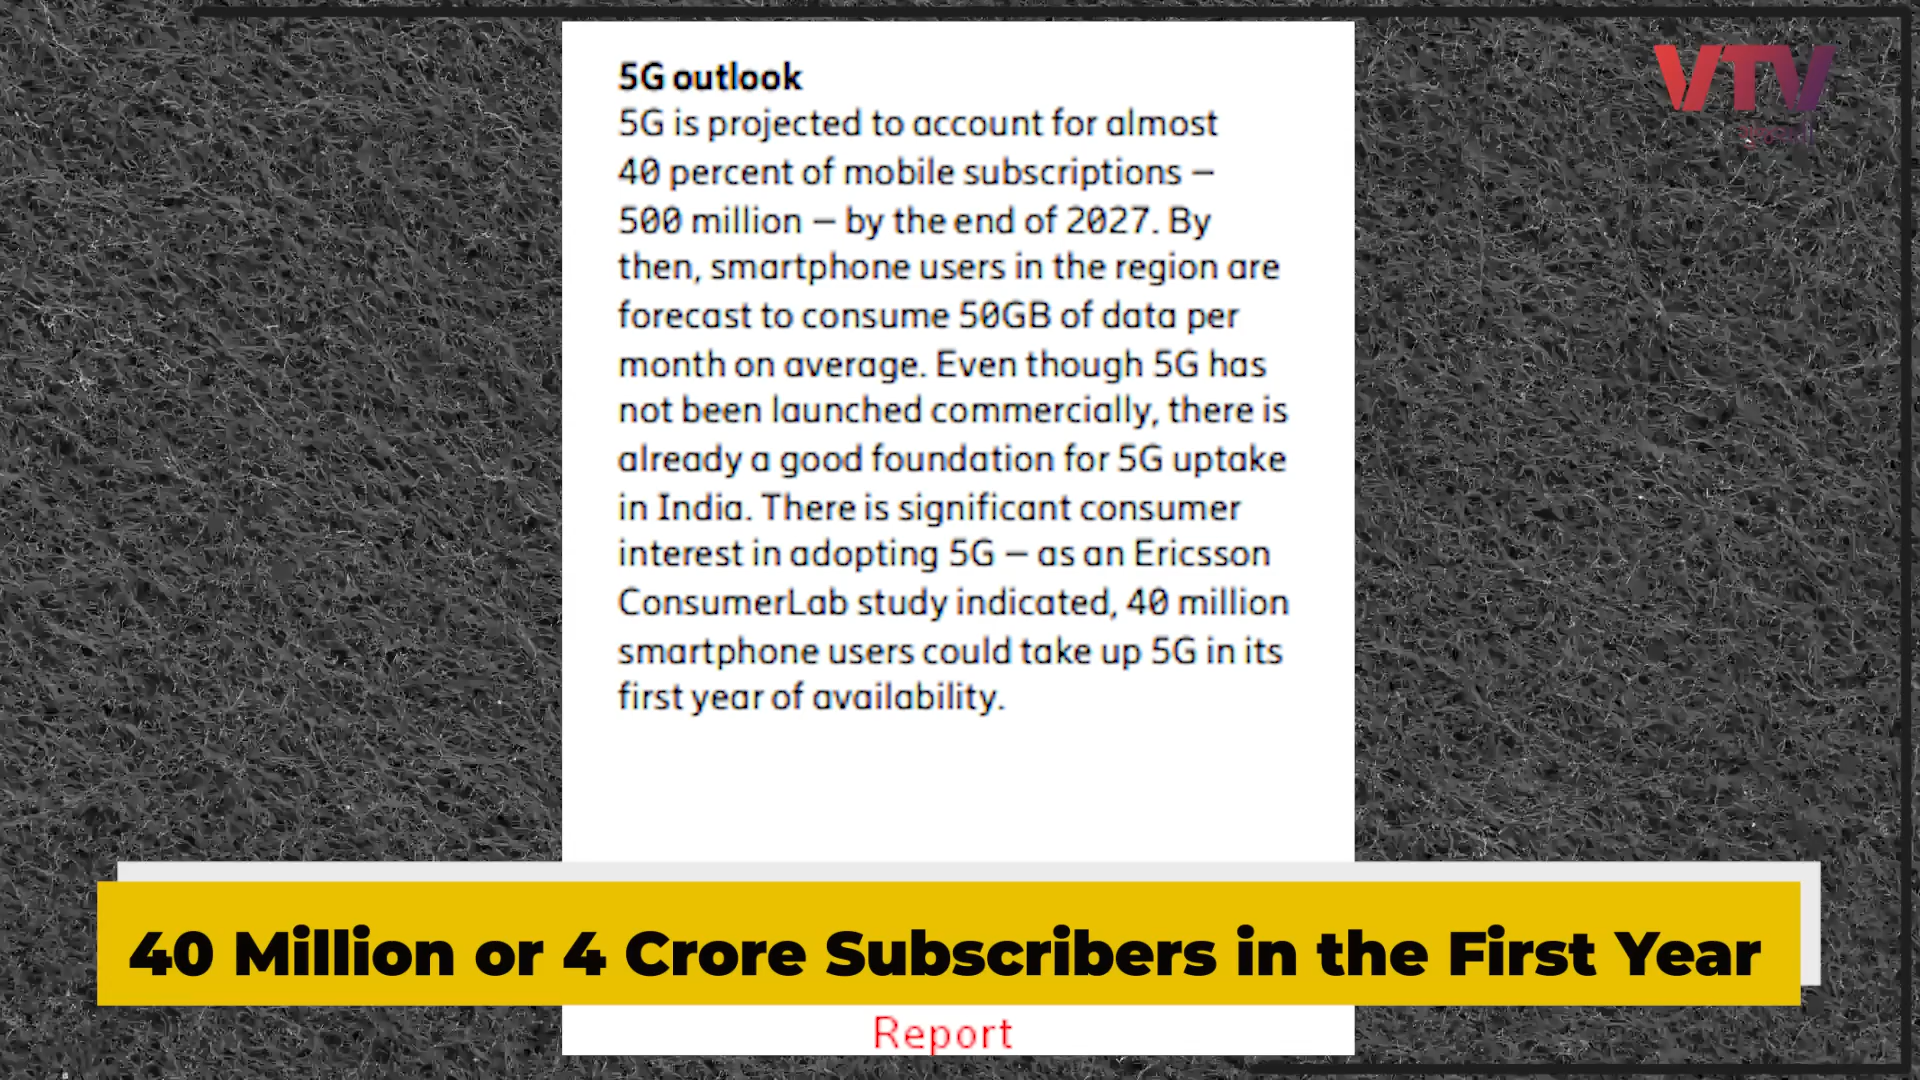 5G outlook
5G is projected to account for almost
40 percent of mobile subscriptions –
500 million – by the end of 2027. By
then, smartphone users in the region are
forecast to consume 50GB of data per
month on average. Even though 5G has
not been launched commercially, there is
already a good foundation for 5G uptake
in India. There is significant consumer
interest in adopting 5G – as an Ericsson
ConsumerLab study indicated, 40 million
smartphone users could take up 5G in its
first year of availability.
VTV
40 Million or 4 Crore Subscribers in the First Year
Report